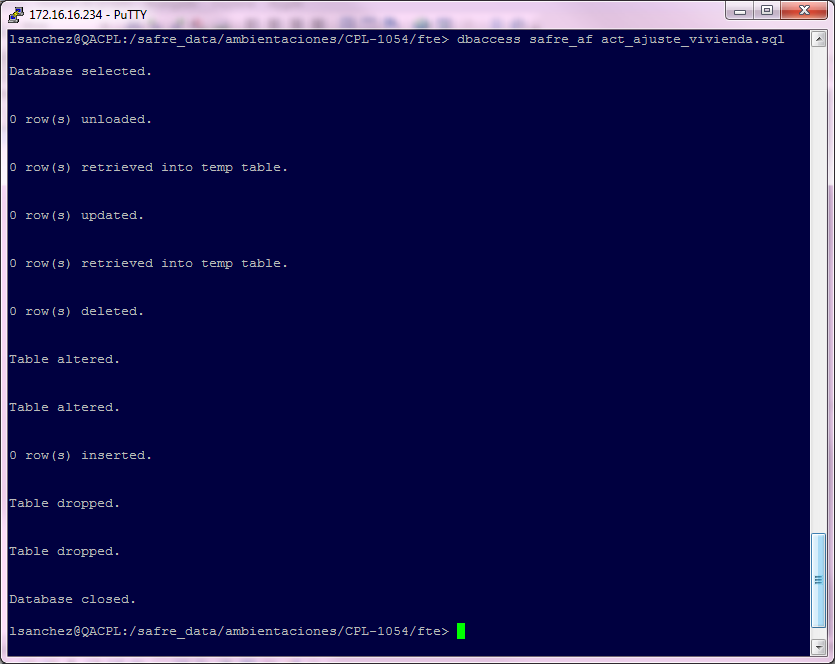 172.16.16.234 - PuTTY
lsanchez@QACPL:/safre_data/ambientaciones/CPL-1054/fte> dbaccess safre_af act_ajuste_vivienda.sql
Database selected.
0 row(s) unloaded.
0 row(s) retrieved into temp table.
0 row(s) updated.
0 row(s) retrieved into temp table.
0 row(s) deleted.
Table altered.
Table altered.
0 row(s) inserted.
Table dropped.
Table dropped.
Database closed.
lsanchez@QACPL:/safre_data/ambientaciones/CPL-1054/fte>